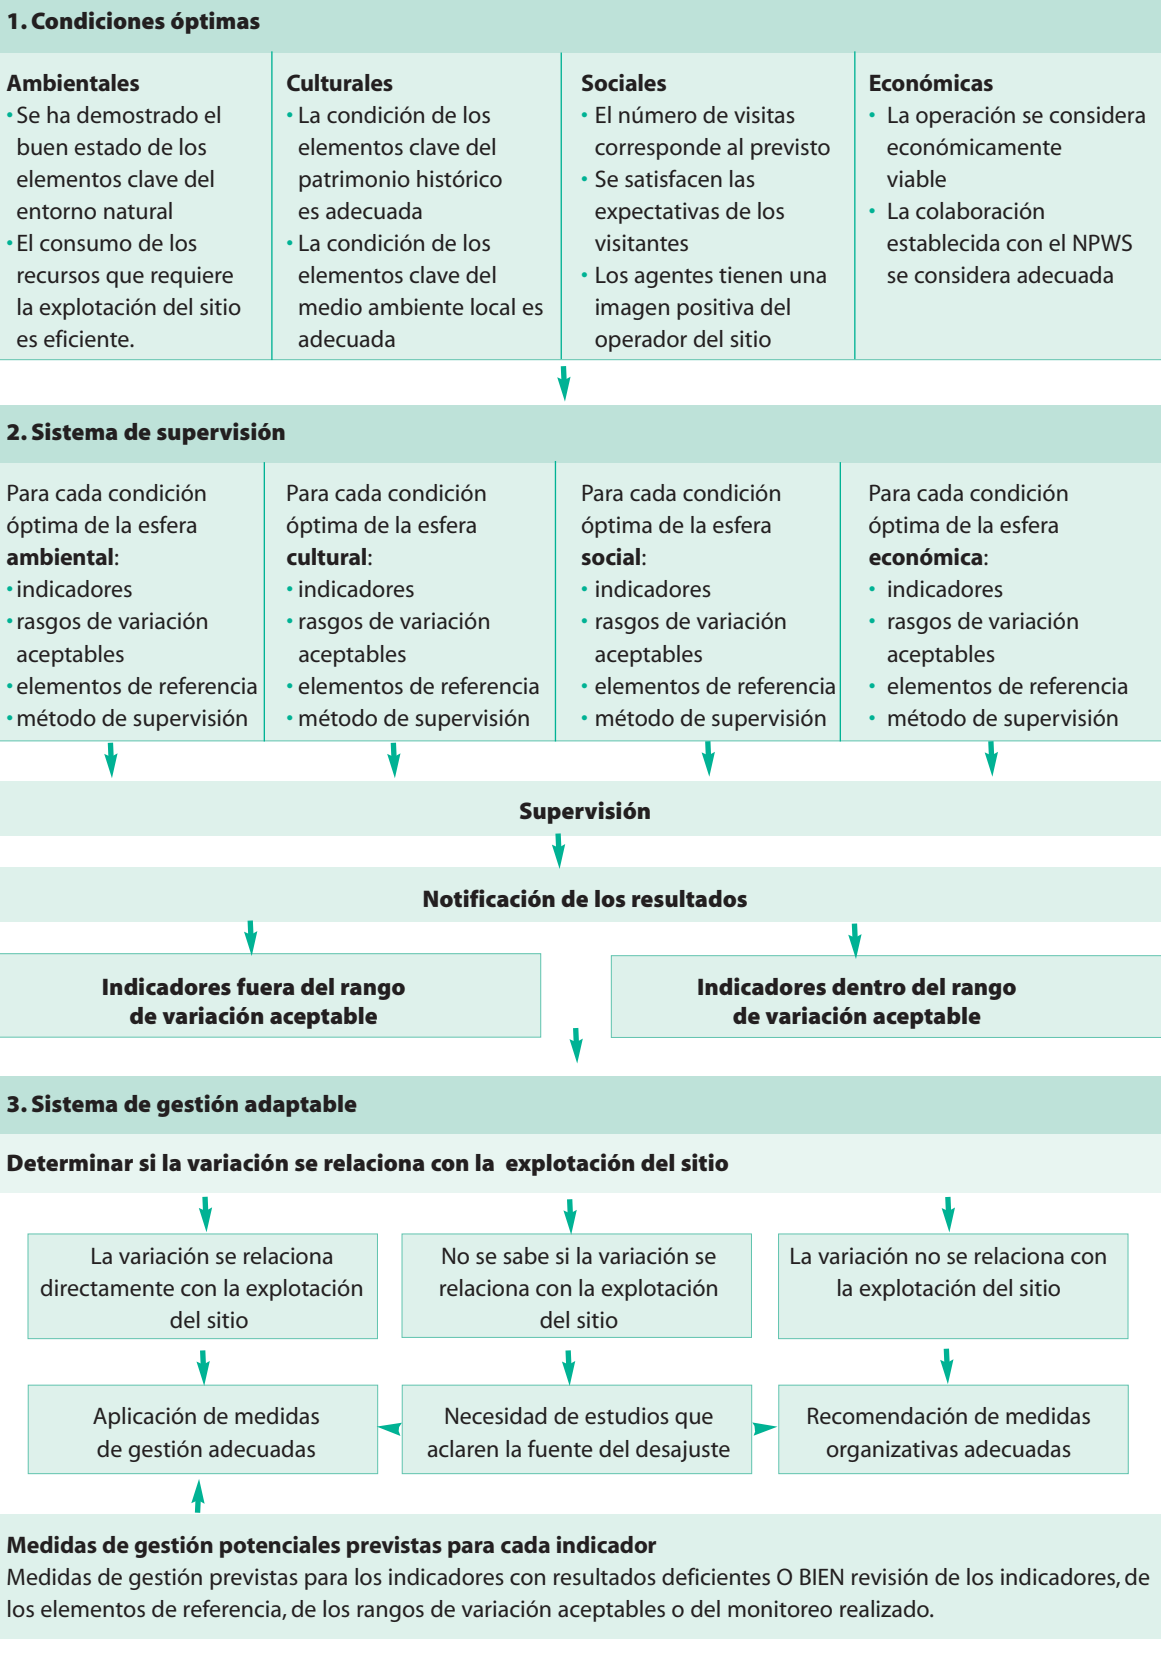 1. Condiciones óptimas
Ambientales
• Se ha demostrado el
buen estado de los
elementos clave del
entorno natural
• El consumo de los
recursos que requiere
la explotación del sitio
es eficiente.
Culturales
• La condición de los
elementos clave del
patrimonio histórico
es adecuada
• La condición de los
elementos clave del
medio ambiente local es
adecuada
Sociales
• El número de visitas
corresponde al previsto
• Se satisfacen las
expectativas de los
visitantes
• Los agentes tienen una
imagen positiva del
operador del sitio
Económicas
• La operación se considera
económicamente
viable
• La colaboración
establecida con el NPWS
se considera adecuada
2. Sistema de supervisión
Para cada condición
óptima de la esfera
ambiental:
• indicadores
• rasgos de variación
aceptables
• elementos de referencia
• método de supervisión
Para cada condición
óptima de la esfera
cultural:
• indicadores
• rasgos de variación
aceptables
• elementos de referencia
• método de supervisión
Para cada condición
óptima de la esfera
social:
• indicadores
• rasgos de variación
aceptables
• elementos de referencia
• método de supervisión
Para cada condición
óptima de la esfera
económica:
• indicadores
• rasgos de variación
aceptables
• elementos de referencia
• método de supervisión
Supervisión
Notificación de los resultados
Indicadores fuera del rango
de variación aceptable
Indicadores dentro del rango
de variación aceptable
3. Sistema de gestión adaptable
Determinar si la variación se relaciona con la explotación del sitio
La variación se relaciona
directamente con la explotación
del sitio
No se sabe si la variación se
relaciona con la explotación
del sitio
La variación no se relaciona con
la explotación del sitio
Aplicación de medidas
de gestión adecuadas
Necesidad de estudios que
aclaren la fuente del desajuste
Recomendación de medidas
organizativas adecuadas
Medidas de gestión potenciales previstas para cada indicador
Medidas de gestión previstas para los indicadores con resultados deficientes O BIEN revisión de los indicadores, de
los elementos de referencia, de los rangos de variación aceptables o del monitoreo realizado.